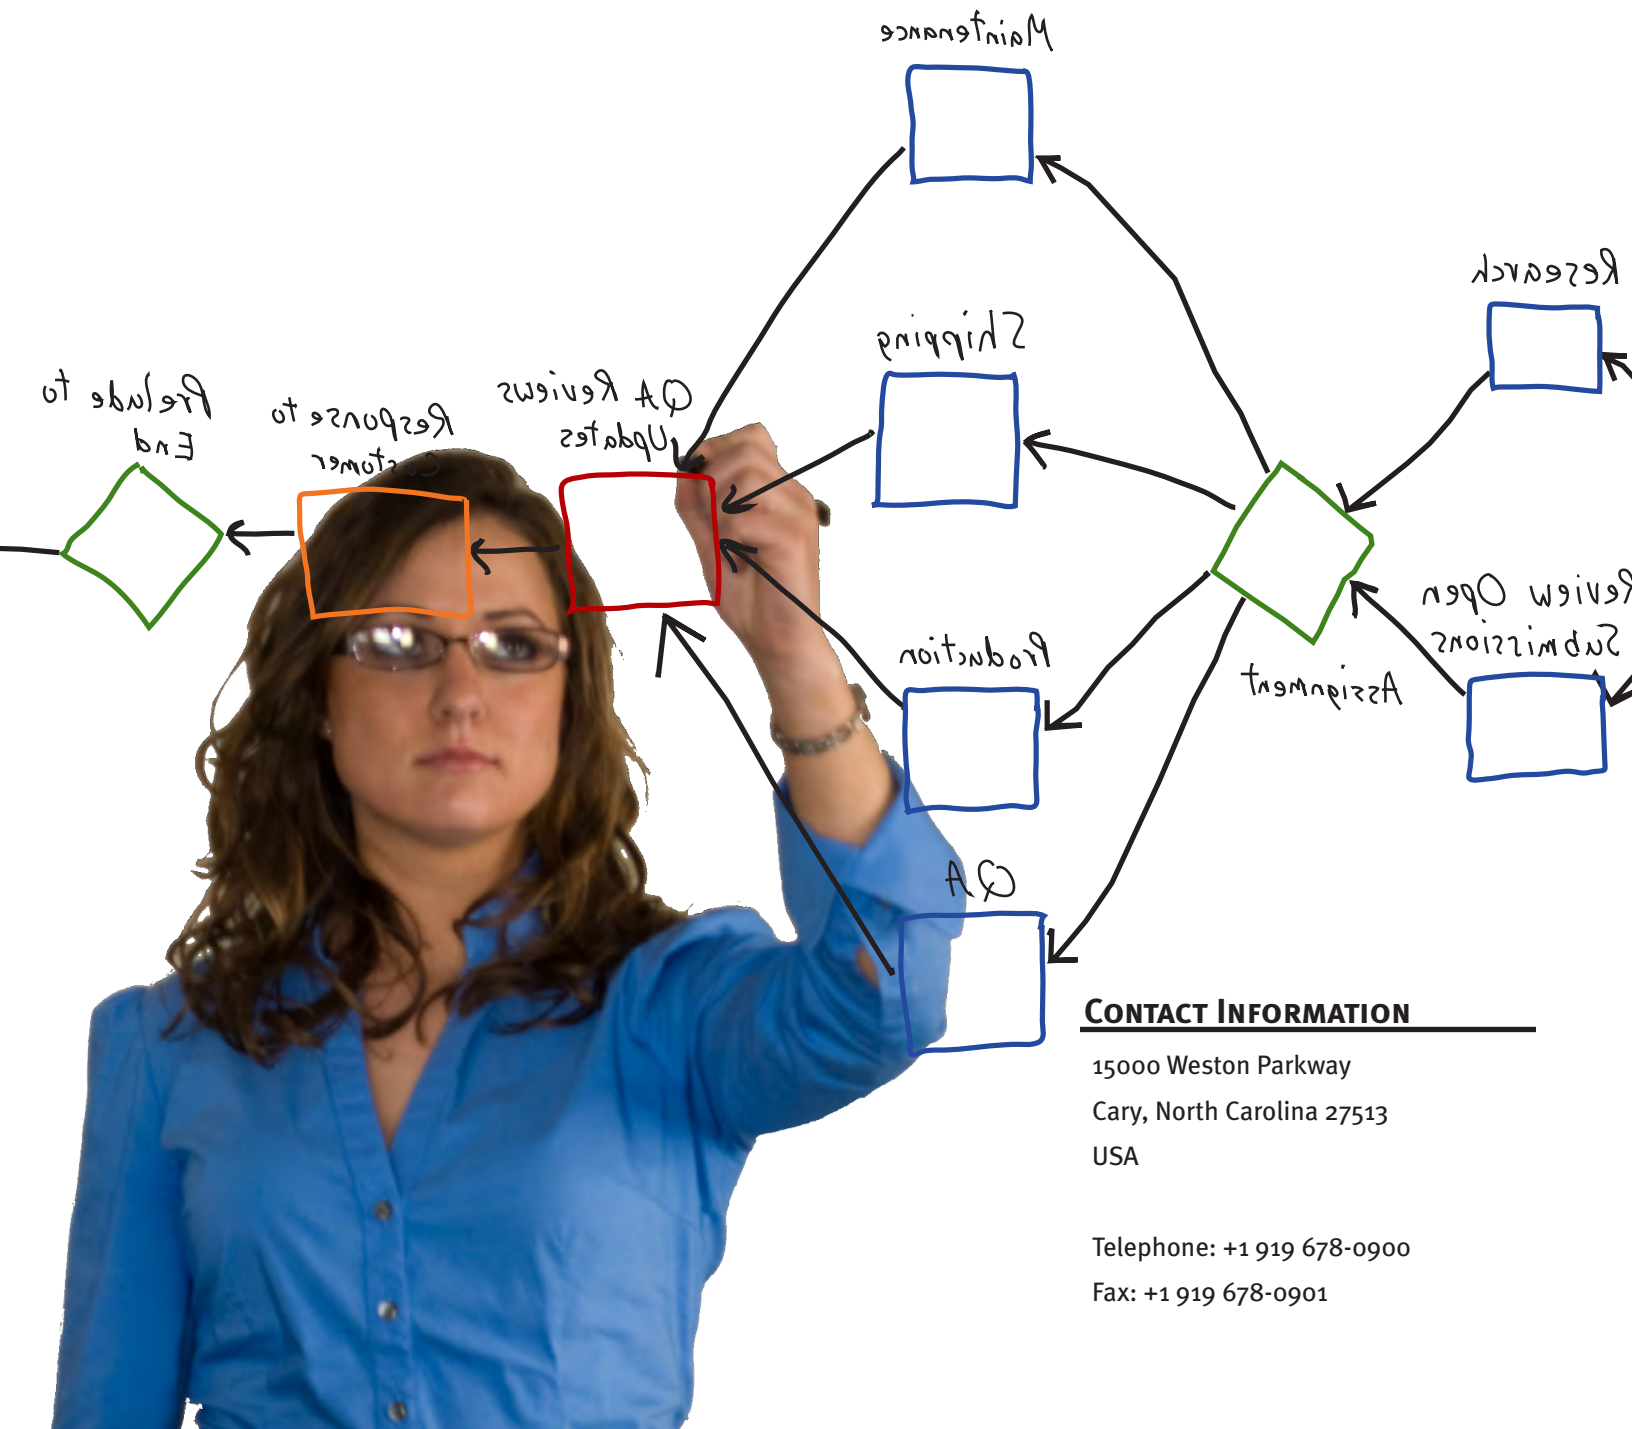 Maintenance
Research
Shipping
Prelude to
End
Response to
Customer
QA Reviews
Updates
Review Open
Submissions
Production
Assignment
QA
CONTACT INFORMATION
15000 Weston Parkway
Cary, North Carolina 27513
USA
Telephone: +1 919 678-0900
Fax: +1 919 678-0901